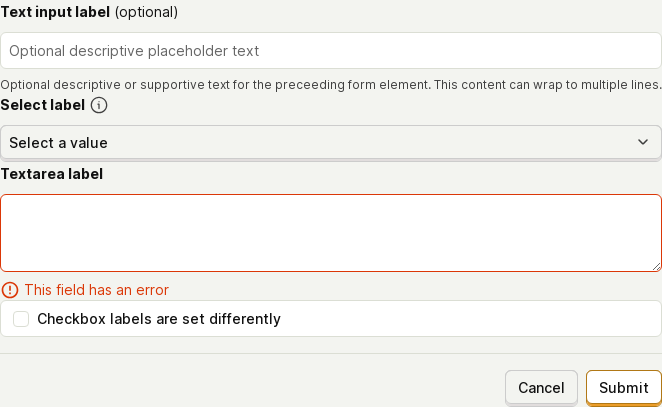 Text input label (optional)
Optional descriptive placeholder text
Optional descriptive or supportive text for the preceeding form element. This content can wrap to multiple lines.
Select label
Select a value
Textarea label
This field has an error
Checkbox labels are set differently
Cancel Submit